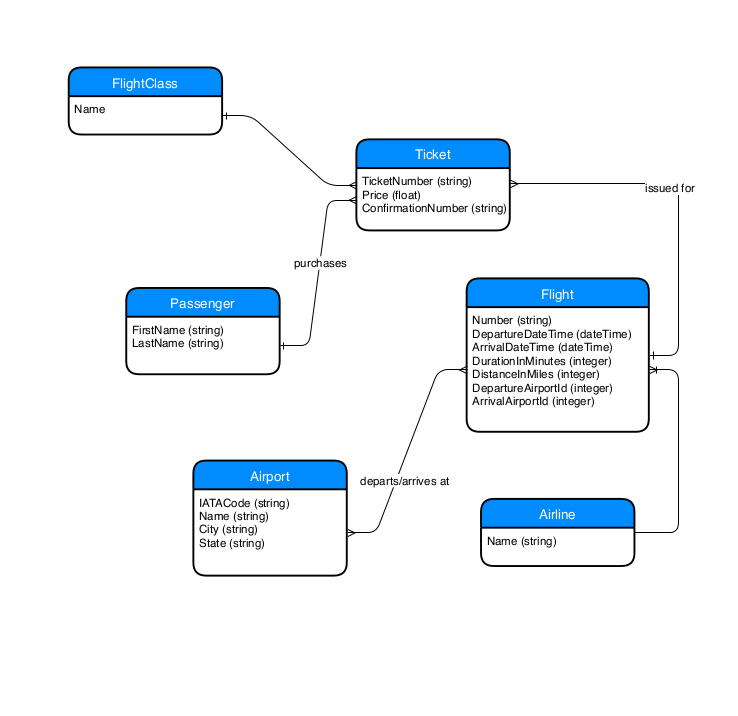 FlightClass
Name
Ticket
TicketNumber (string)
Price (float)
ConfirmationNumber (string)
issued for
purchases
Passenger
FirstName (string)
LastName (string)
Flight
Number (string)
DepartureDateTime (dateTime)
ArrivalDateTime (dateTime)
DurationInMinutes (integer)
DistanceInMiles (integer)
DepartureAirportId (integer)
ArrivalAirportId (integer)
departs/arrives at
Airport
IATACode (string)
Name (string)
City (string)
State (string)
Airline
Name (string)